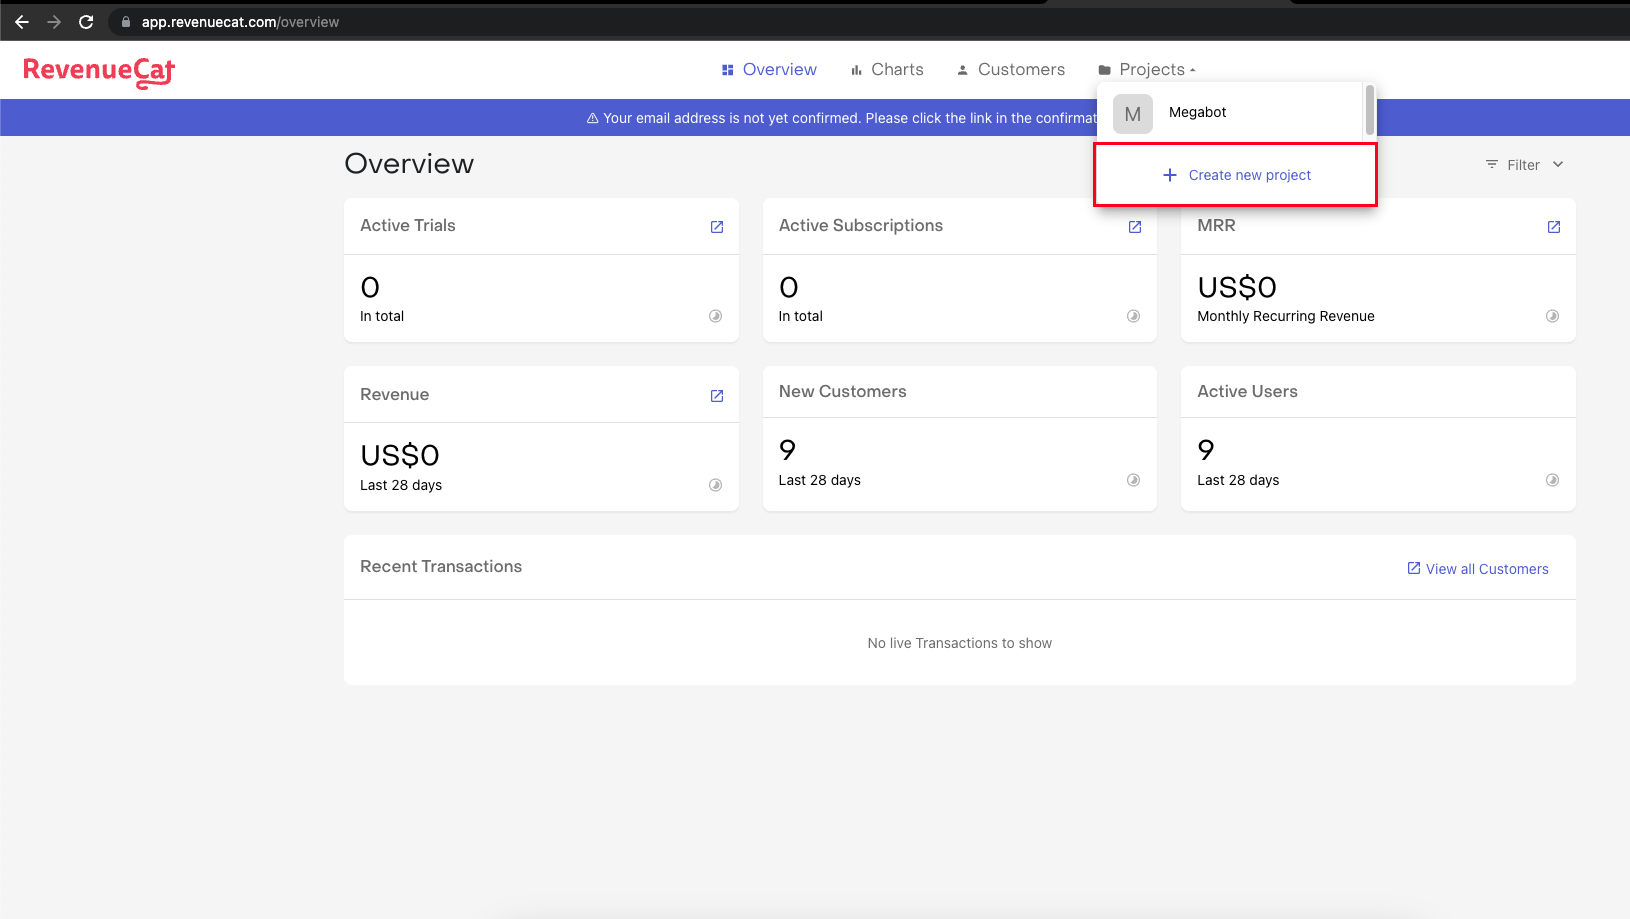 app.revenuecat.com/overview
RevenueCat
Overview
Charts
Customers
Projects
Your email address is not yet confirmed. Please click the link in the confirmat
M
Megabot
Create new project
Overview
Filter
Active Trials
0
In total
Active Subscriptions
0
In total
MRR
US$0
Monthly Recurring Revenue
Revenue
US$0
Last 28 days
New Customers
9
Last 28 days
Active Users
9
Last 28 days
Recent Transactions
View all Customers
No live Transactions to show